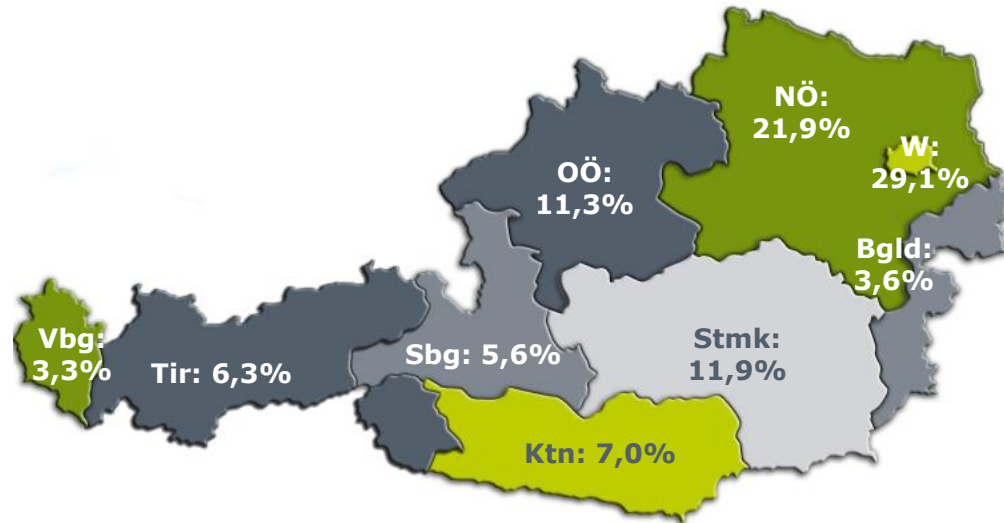 NÖ:
21,9%
W:
29,1%
OÖ:
11,3%
Bgld:
3,6%
Vbg:
3,3%
Tir: 6,3%
Sbg: 5,6%
Stmk:
11,9%
Ktn: 7,0%